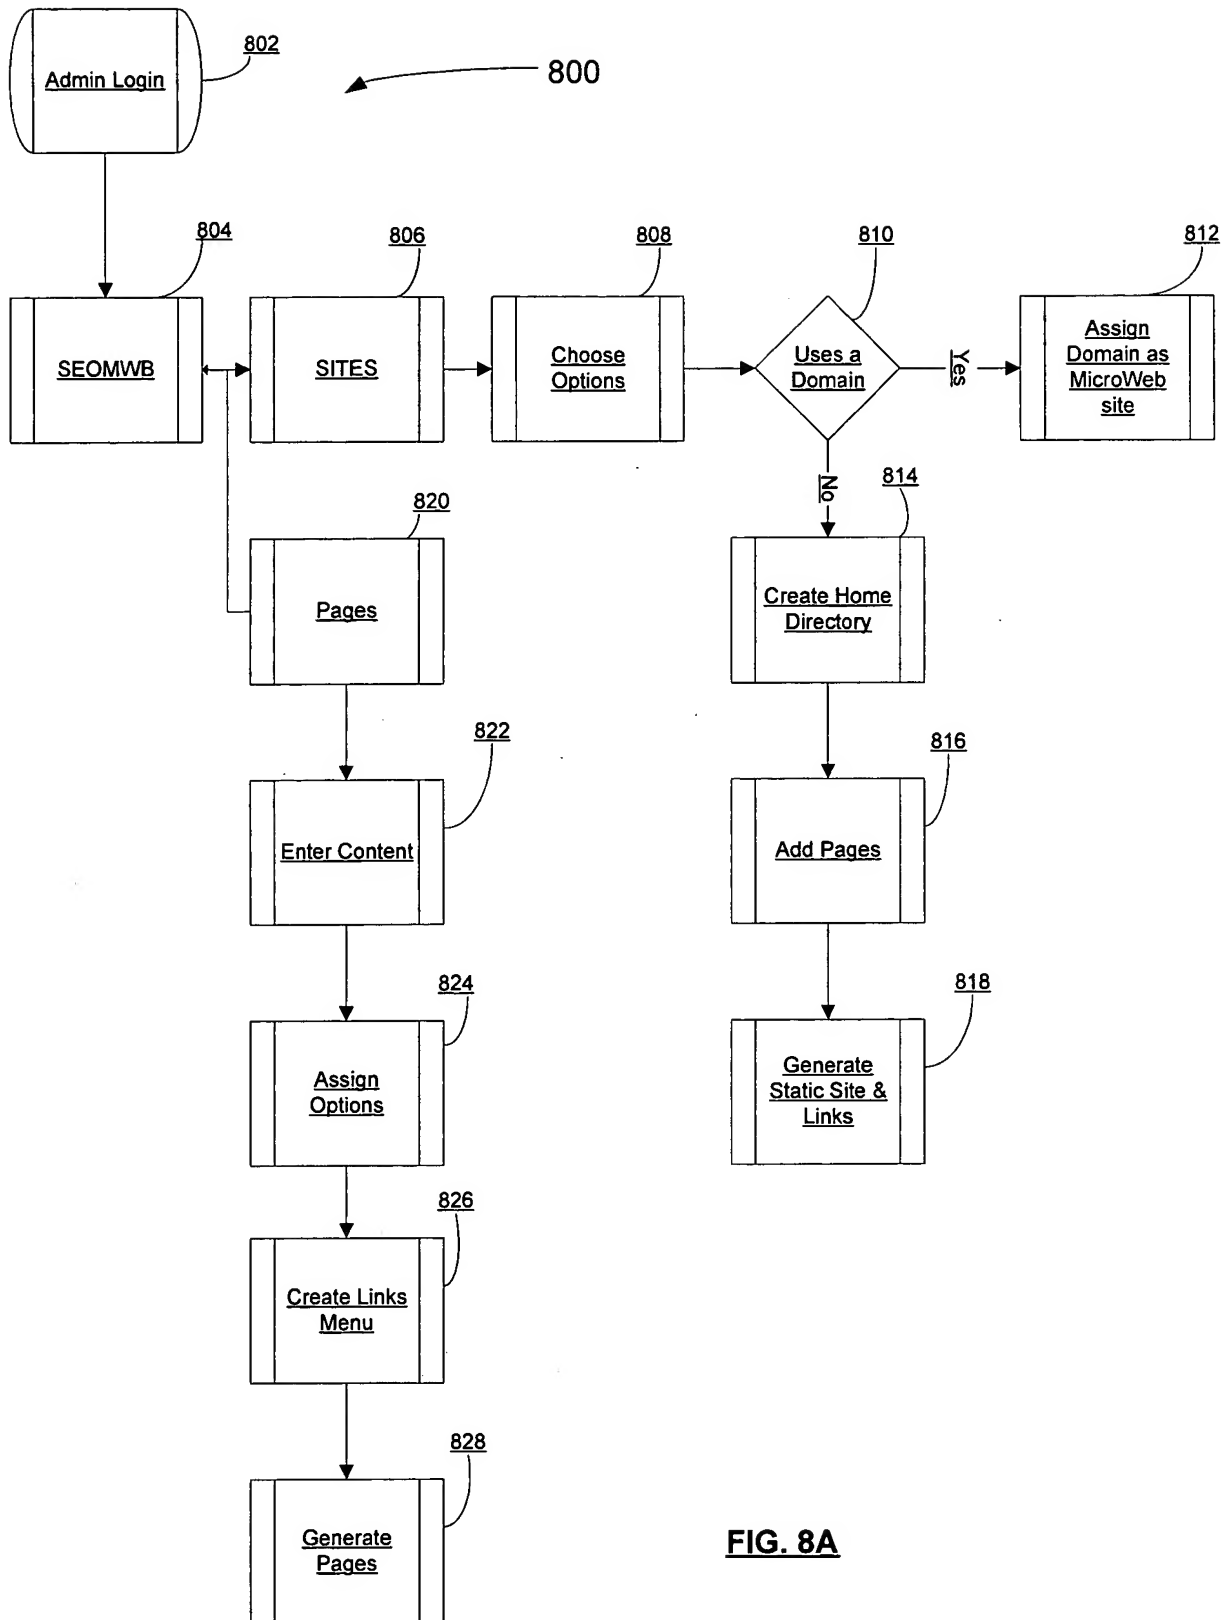 802
Admin Login
800
804
806
808
810
812
SEOMWB
SITES
Choose
Options
Uses a
Domain
Yes
Assign
Domain as
MicroWeb
site
No
814
820
Pages
Create Home
Directory
822
816
Enter Content
Add Pages
824
818
Assign
Options
Generate
Static Site &
Links
826
Create Links
Menu
828
Generate
Pages
FIG. 8A